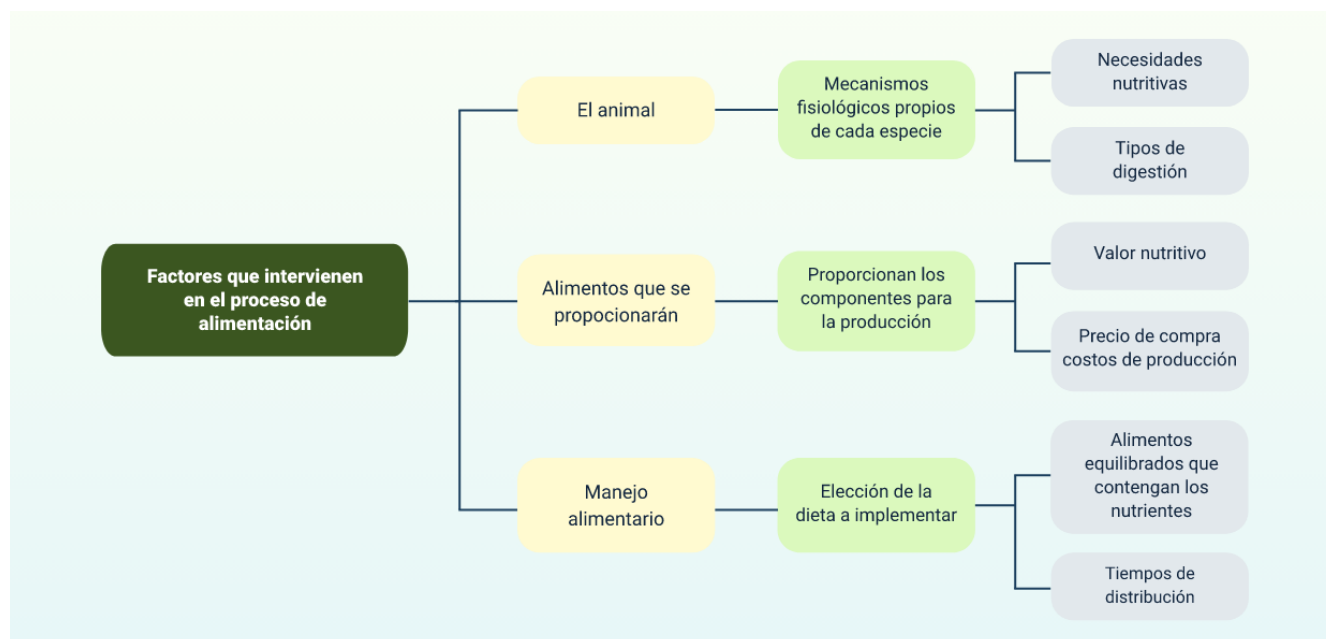 Factores que intervienen
en el proceso de
alimentación
El animal
Mecanismos
fisiológicos propios
de cada especie
Necesidades
nutritivas
Tipos de
digestión
Alimentos que se
propocionarán
Proporcionan los
componentes para
la producción
Valor nutritivo
Precio de compra
costos de producción
Manejo
alimentario
Elección de la
dieta a implementar
Alimentos
equilibrados que
contengan los
nutrientes
Tiempos de
distribución